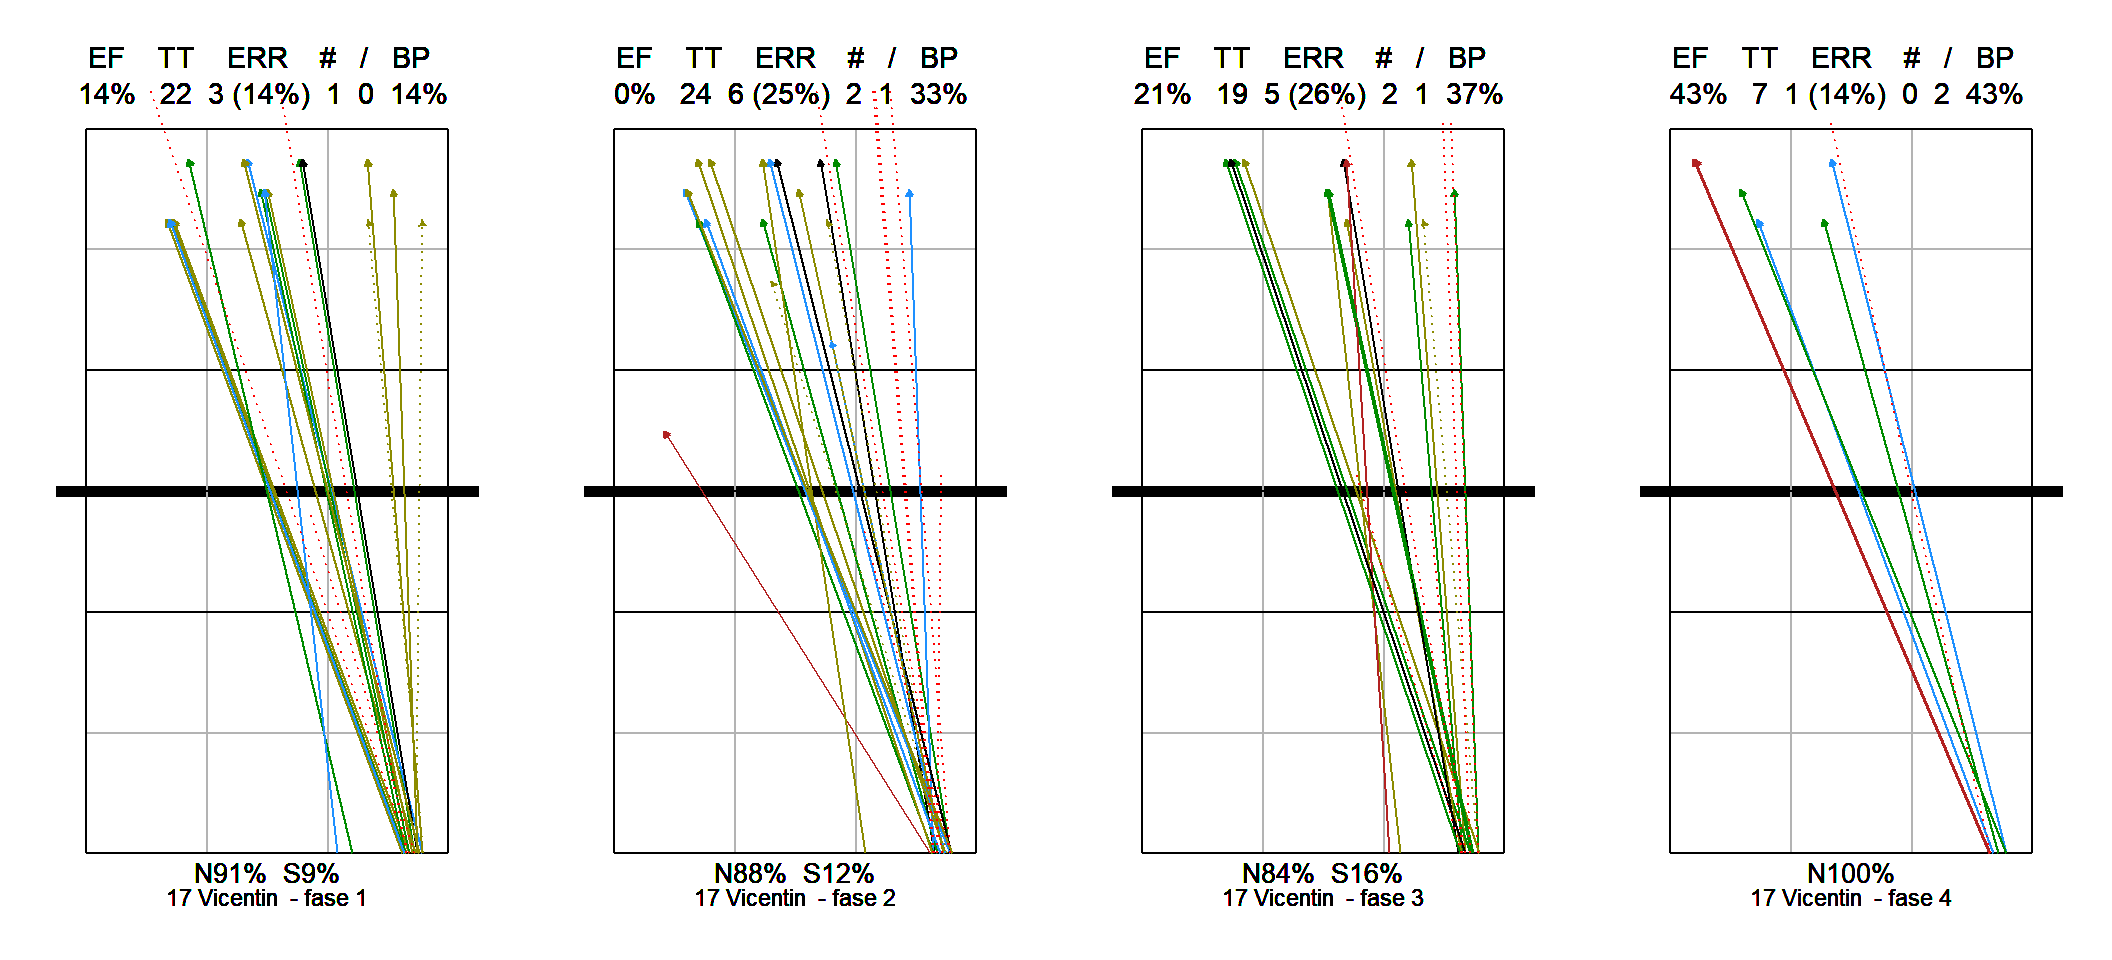 EF TT ERR # / BP
14% 22 3 (14%) 1 0 14%
N91% S9%
17 Vicentin - fase 1
EF TT ERR # / BP
0% 24 6 (25%) 2 1 33%
N88% S12%
17 Vicentin - fase 2
EF TT ERR # / BP
21% 19 5 (26%) 2 1 37%
N84% S16%
17 Vicentin - fase 3
EF TT ERR # / BP
43% 7 1 (14%) 0 2 43%
N100%
17 Vicentin - fase 4